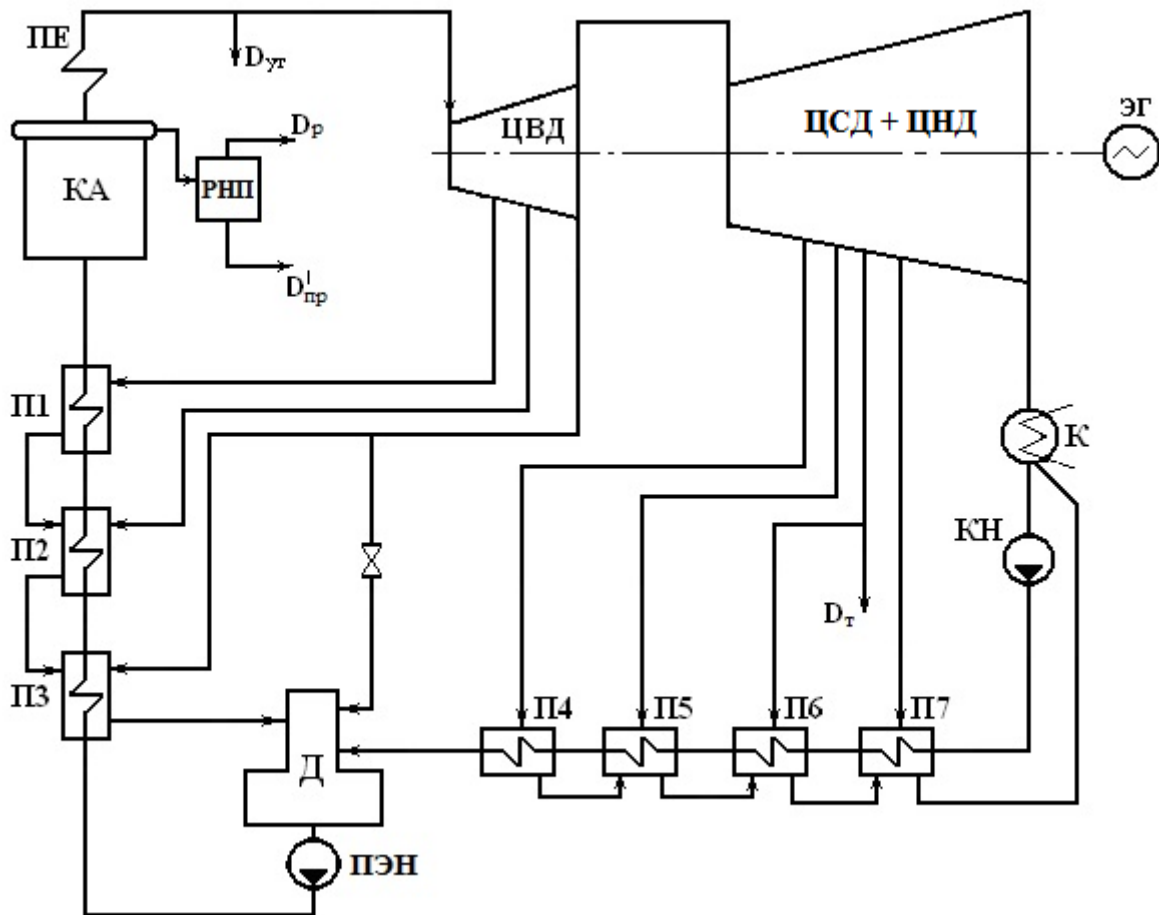 ПЕ
Dут
ЭГ
ЦВД
ЦСД + ЦНД
Dр
РНП
КА
D'пр
П1
К
КН
П2
Dт
П3
П4
П5
П6
П7
Д
ПЭН